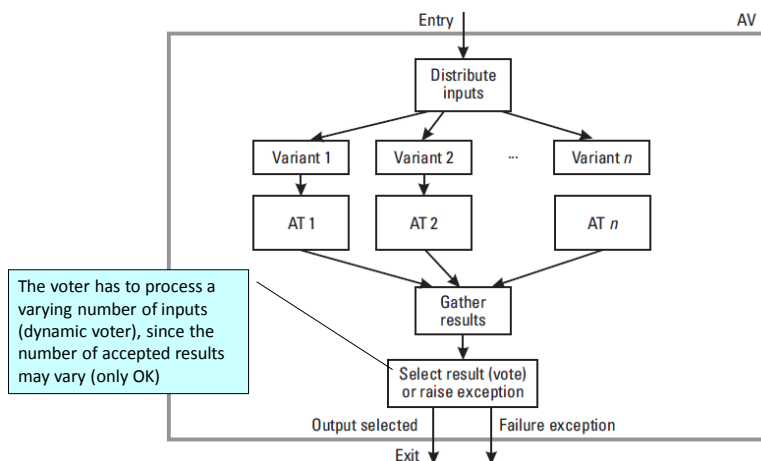 Entry
AV
Distribute
inputs
Variant 1
Variant 2
...
Variant n
AT 1
AT 2
AT n
The voter has to process a
varying number of inputs
(dynamic voter), since the
number of accepted results
may vary (only OK)
Gather
results
Select result (vote)
or raise exception
Output selected
Failure exception
Exit